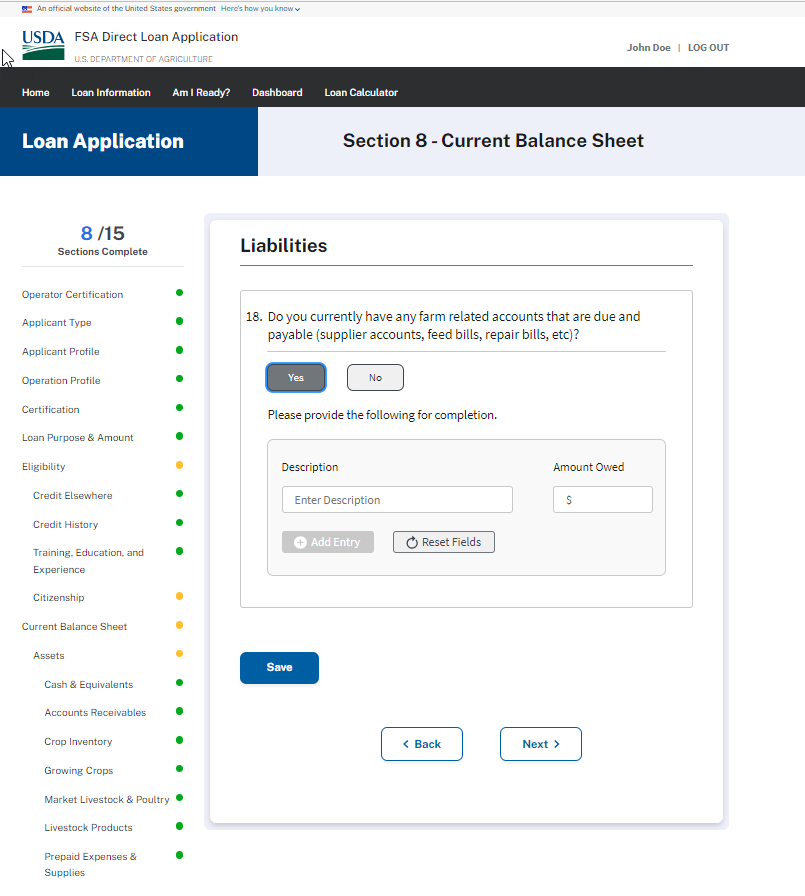 An official website of the United States government Here's how you know
USDA
FSA Direct Loan Application
U.S. DEPARTMENT OF AGRICULTURE
John Doe | LOG OUT
Home Loan Information Am I Ready? Dashboard Loan Calculator
Loan Application
Section 8 - Current Balance Sheet
8 /15
Sections Complete
Operator Certification
Applicant Type
Applicant Profile
Operation Profile
Certification
Loan Purpose & Amount
Eligibility
Credit Elsewhere
Credit History
Training, Education, and
Experience
Citizenship
Current Balance Sheet
Assets
Cash & Equivalents
Accounts Receivables
Crop Inventory
Growing Crops
Market Livestock & Poultry
Livestock Products
Prepaid Expenses &
Supplies
Liabilities
18. Do you currently have any farm related accounts that are due and
payable (supplier accounts, feed bills, repair bills, etc)?
Yes No
Please provide the following for completion.
Description Amount Owed
Enter Description $
Add Entry Reset Fields
Save
Back Next